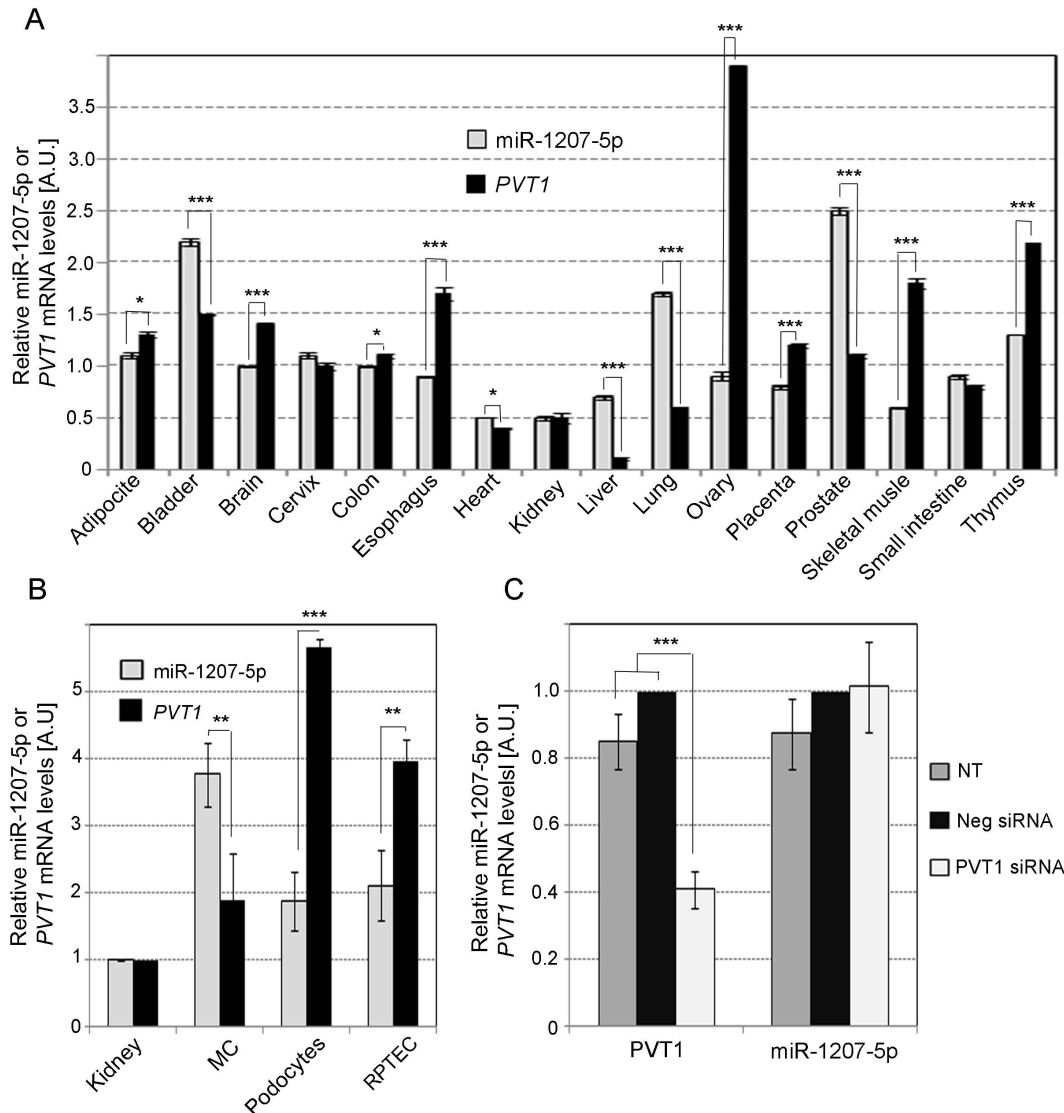 A
Relative miR-1207-5p or
PVT1 mRNA levels [A.U.]
3.5
3.0
2.5
2.0
1.5
1.0
0.5
0
miR-1207-5p
PVT1
*
***
***
*
***
*
***
***
***
***
***
***
***
Adipocite
Bladder
Brain
Cervix
Colon
Esophagus
Heart
Kidney
Liver
Lung
Ovary
Placenta
Prostate
Skeletal musle
Small intestine
Thymus
B
Relative miR-1207-5p or
PVT1 mRNA levels [A.U]
5
4
3
2
1
0
miR-1207-5p
PVT1
**
***
**
Kidney
MC
Podocytes
RPTEC
C
Relative miR-1207-5p or
PVT1 mRNA levelsl [A.U.]
1.0
0.8
0.6
0.4
0.2
0
***
PVT1
miR-1207-5p
NT
Neg siRNA
PVT1 siRNA